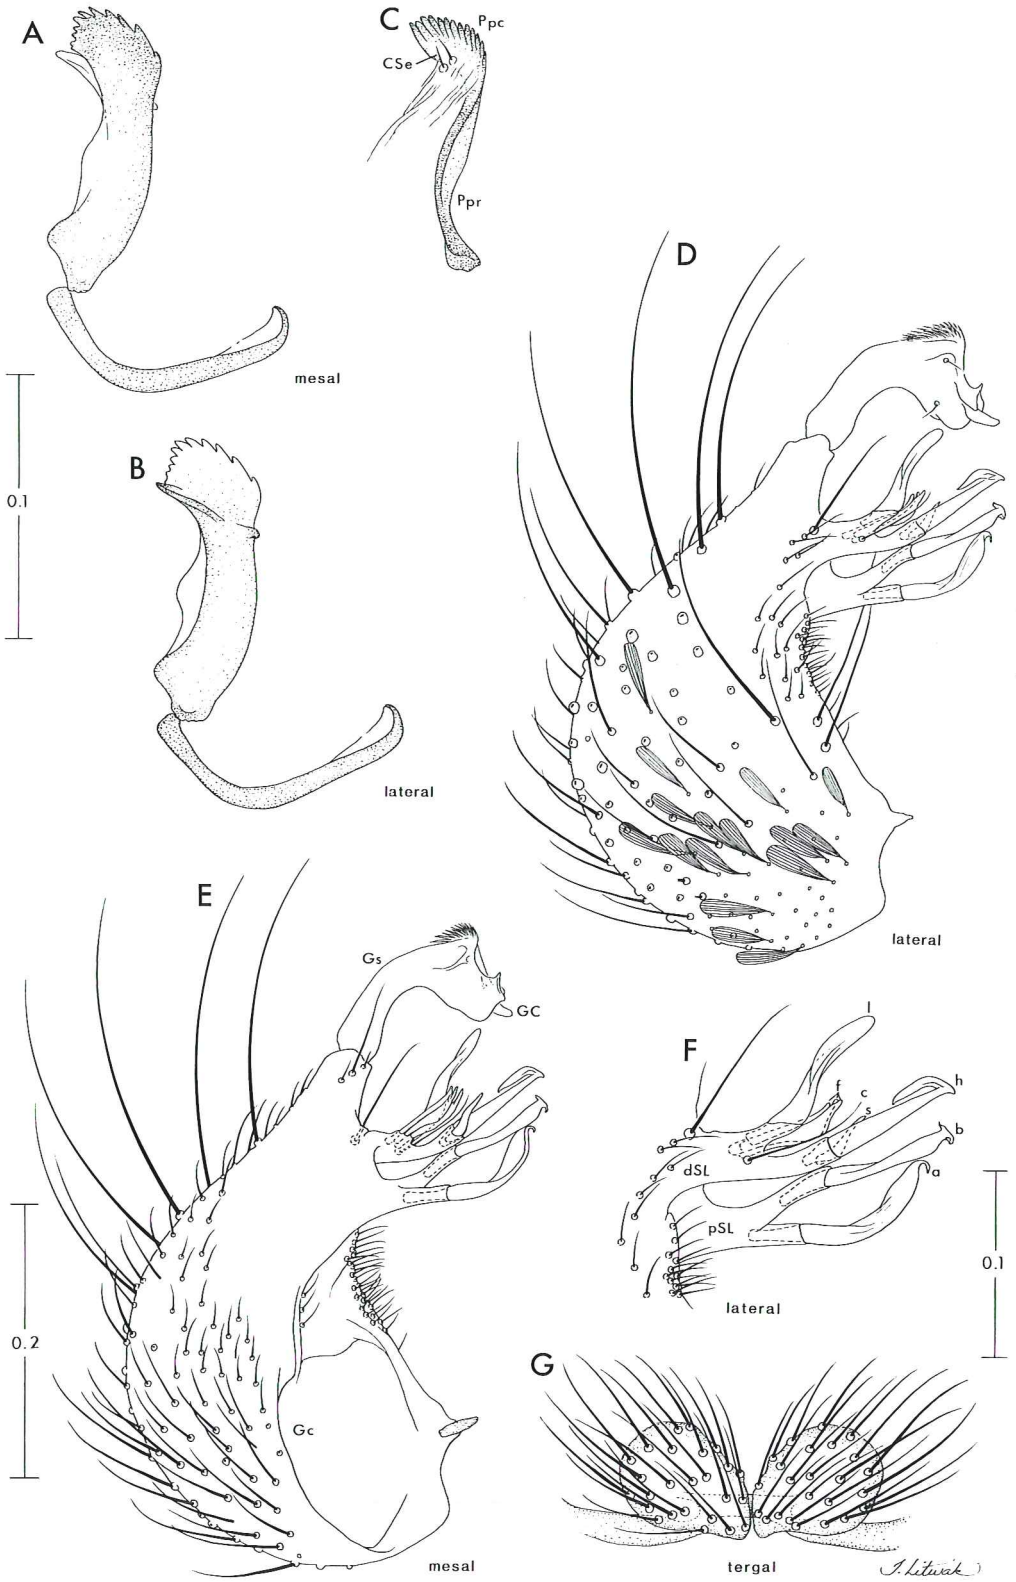 A
C
Ppc
CSe
Ppr
mesal
D
0.1
B
lateral
lateral
E
Gs
GC
Gc
0.2
mesal
F
l
f
c
s
h
b
a
dSL
pSL
lateral
0.1
G
tergal
T. Litwak